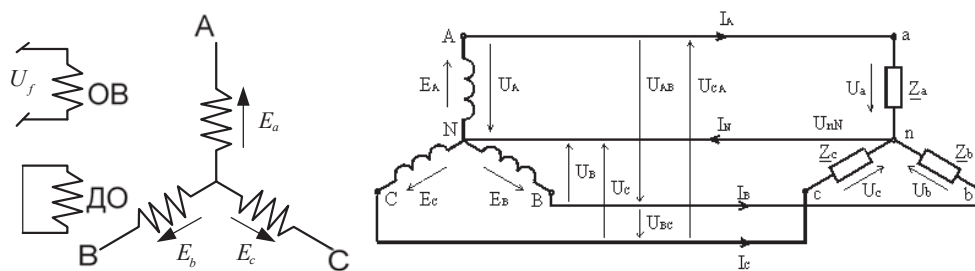 A
U_f
ОВ
E_a
ДО
B
E_b
E_c
C
I_A
A
a
E_A
U_A
U_AB
U_CA
U_a
Z_a
N
I_N
U_nN
n
Z_c
Z_b
U_B
U_C
C
E_C
E_B
B
I_B
c
U_c
U_b
b
U_BC
I_C